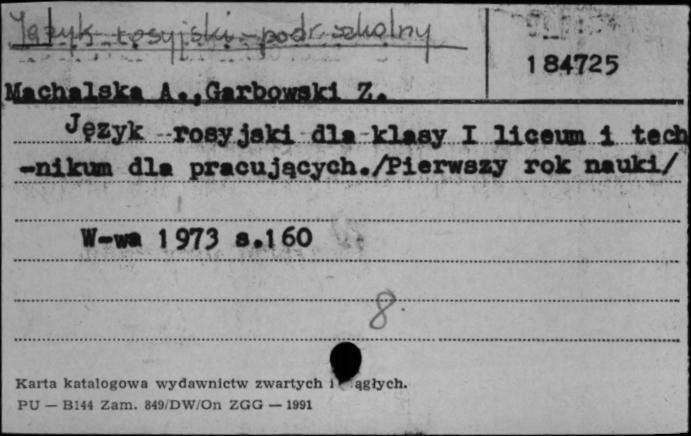 Język rosyjski – podr. szkolny
184725
Machalska A., Garbowski Z.
Język rosyjski dla klasy I liceum i tech
-nikum dla pracujących./Pierwszy rok nauki/
W-wa 1973 s.160
8
Karta katalogowa wydawnictw zwartych i
PU — B144 Zam. 849/DW/On ZGG — 1991